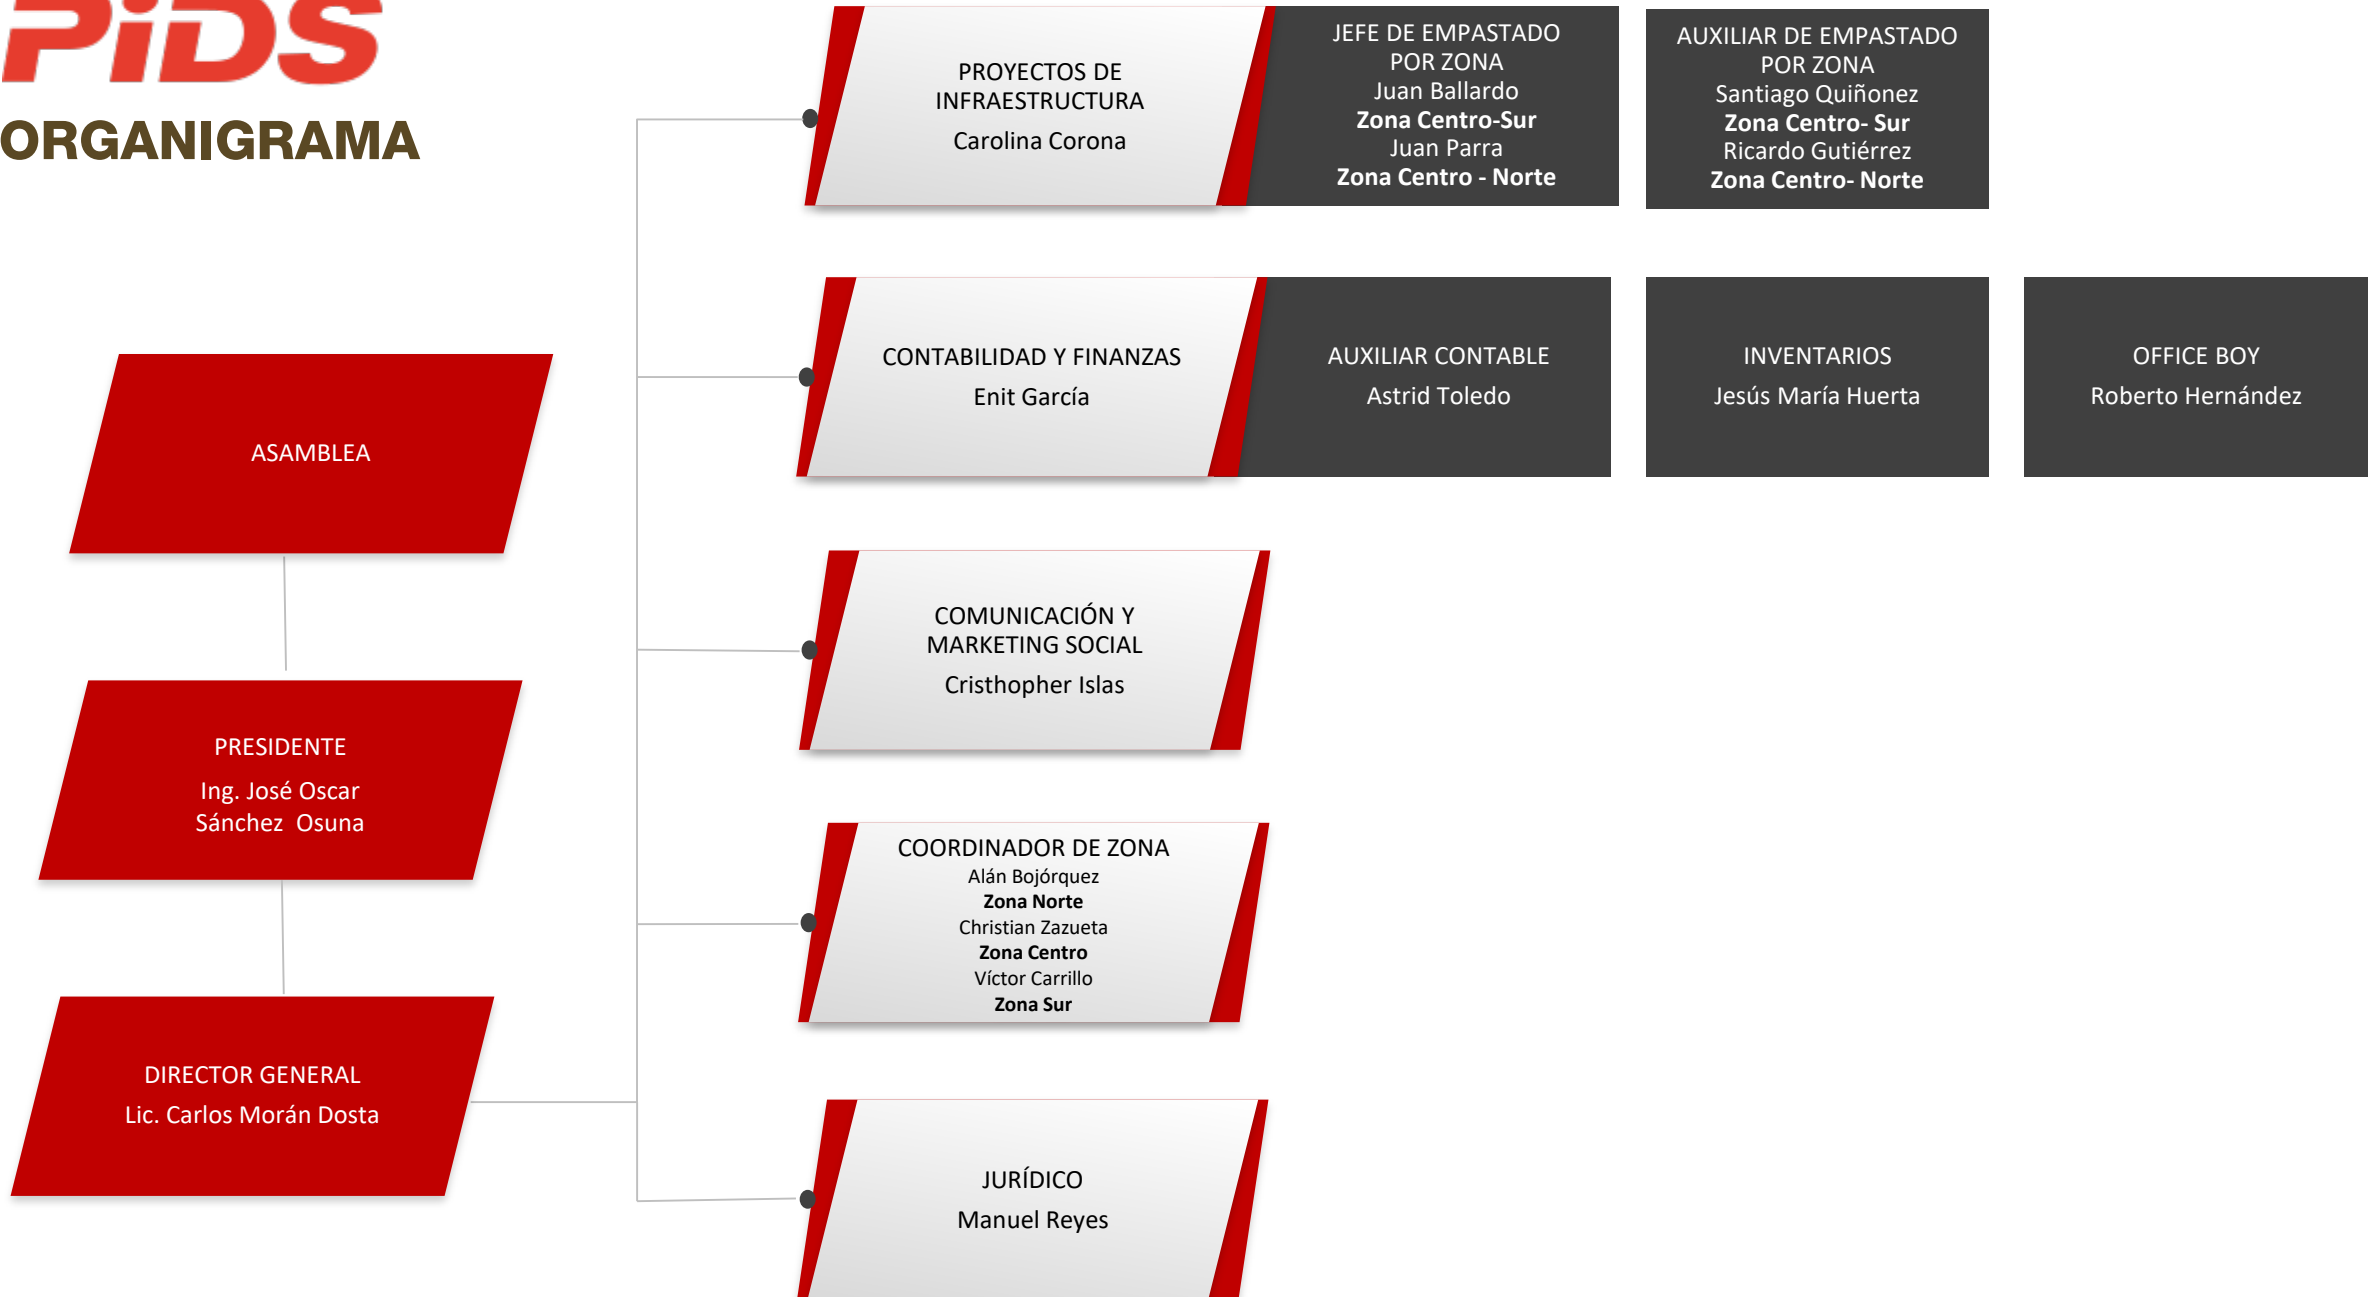 PiDS
ORGANIGRAMA
ASAMBLEA
PRESIDENTE
Ing. José Oscar
Sánchez  Osuna
DIRECTOR GENERAL
Lic. Carlos Morán Dosta
PROYECTOS DE
INFRAESTRUCTURA
Carolina Corona
JEFE DE EMPASTADO
POR ZONA
Juan Ballardo
Zona Centro-Sur
Juan Parra
Zona Centro - Norte
AUXILIAR DE EMPASTADO
POR ZONA
Santiago Quiñonez
Zona Centro- Sur
Ricardo Gutiérrez
Zona Centro- Norte
CONTABILIDAD Y FINANZAS
Enit García
AUXILIAR CONTABLE
Astrid Toledo
INVENTARIOS
Jesús María Huerta
OFFICE BOY
Roberto Hernández
COMUNICACIÓN Y
MARKETING SOCIAL
Cristhopher Islas
COORDINADOR DE ZONA
Alán Bojórquez
Zona Norte
Christian Zazueta
Zona Centro
Víctor Carrillo
Zona Sur
JURÍDICO
Manuel Reyes